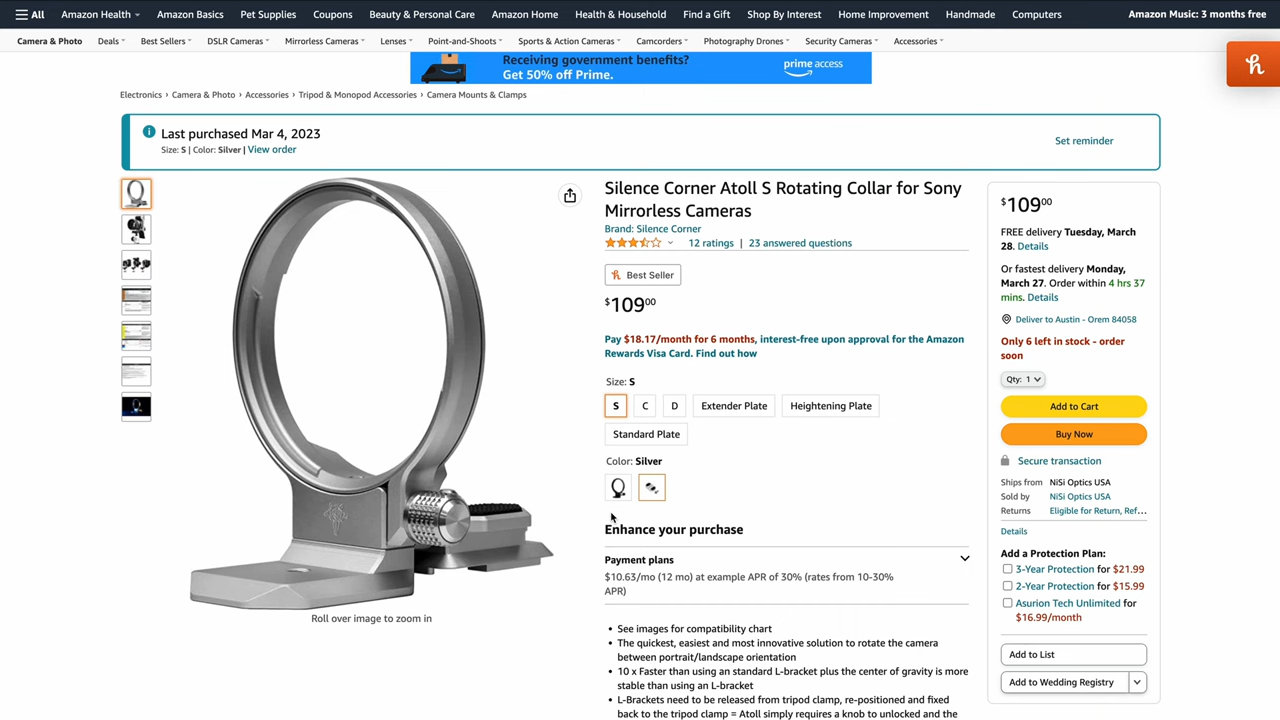 All
Amazon Health
Amazon Basics
Pet Supplies
Coupons
Beauty & Personal Care
Amazon Home
Health & Household
Find a Gift
Shop By Interest
Home Improvement
Handmade
Computers
Amazon Music: 3 months free
Camera & Photo
Deals
Best Sellers
DSLR Cameras
Mirrorless Cameras
Lenses
Point-and-Shoots
Sports & Action Cameras
Camcorders
Photography Drones
Security Cameras
Accessories
Receiving government benefits?
Get 50% off Prime.
prime access
Electronics › Camera & Photo › Accessories › Tripod & Monopod Accessories › Camera Mounts & Clamps
Last purchased Mar 4, 2023
Size: S | Color: Silver | View order
Set reminder
Silence Corner Atoll S Rotating Collar for Sony
Mirrorless Cameras
Brand: Silence Corner
12 ratings | 23 answered questions
Best Seller
$10900
Pay $18.17/month for 6 months, interest-free upon approval for the Amazon
Rewards Visa Card. Find out how
Size: S
S
C
D
Extender Plate
Heightening Plate
Standard Plate
Color: Silver
Enhance your purchase
Payment plans
$10.63/mo (12 mo) at example APR of 30% (rates from 10-30%
APR)
• See images for compatibility chart
• The quickest, easiest and most innovative solution to rotate the camera
between portrait/landscape orientation
• 10 x Faster than using an standard L-bracket plus the center of gravity is more
stable than using an L-bracket
• L-Brackets need to be released from tripod clamp, re-positioned and fixed
back to the tripod clamp = Atoll simply requires a knob to unlocked and the
Roll over image to zoom in
$10900
FREE delivery Tuesday, March
28. Details
Or fastest delivery Monday,
March 27. Order within 4 hrs 37
mins. Details
Deliver to Austin - Orem 84058
Only 6 left in stock - order
soon
Qty: 1
Add to Cart
Buy Now
Secure transaction
Ships from NiSi Optics USA
Sold by NiSi Optics USA
Returns Eligible for Return, Ref...
Details
Add a Protection Plan:
3-Year Protection for $21.99
2-Year Protection for $15.99
Asurion Tech Unlimited for
$16.99/month
Add to List
Add to Wedding Registry